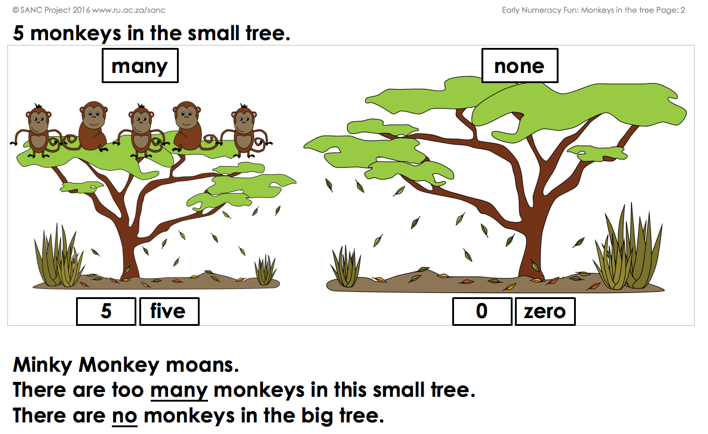 © SANC Project 2016 www.ru.ac.za/sanc
Early Numeracy Fun: Monkeys in the tree Page: 2
5 monkeys in the small tree.
many
none
5 five
0 zero
Minky Monkey moans.
There are too many monkeys in this small tree.
There are no monkeys in the big tree.